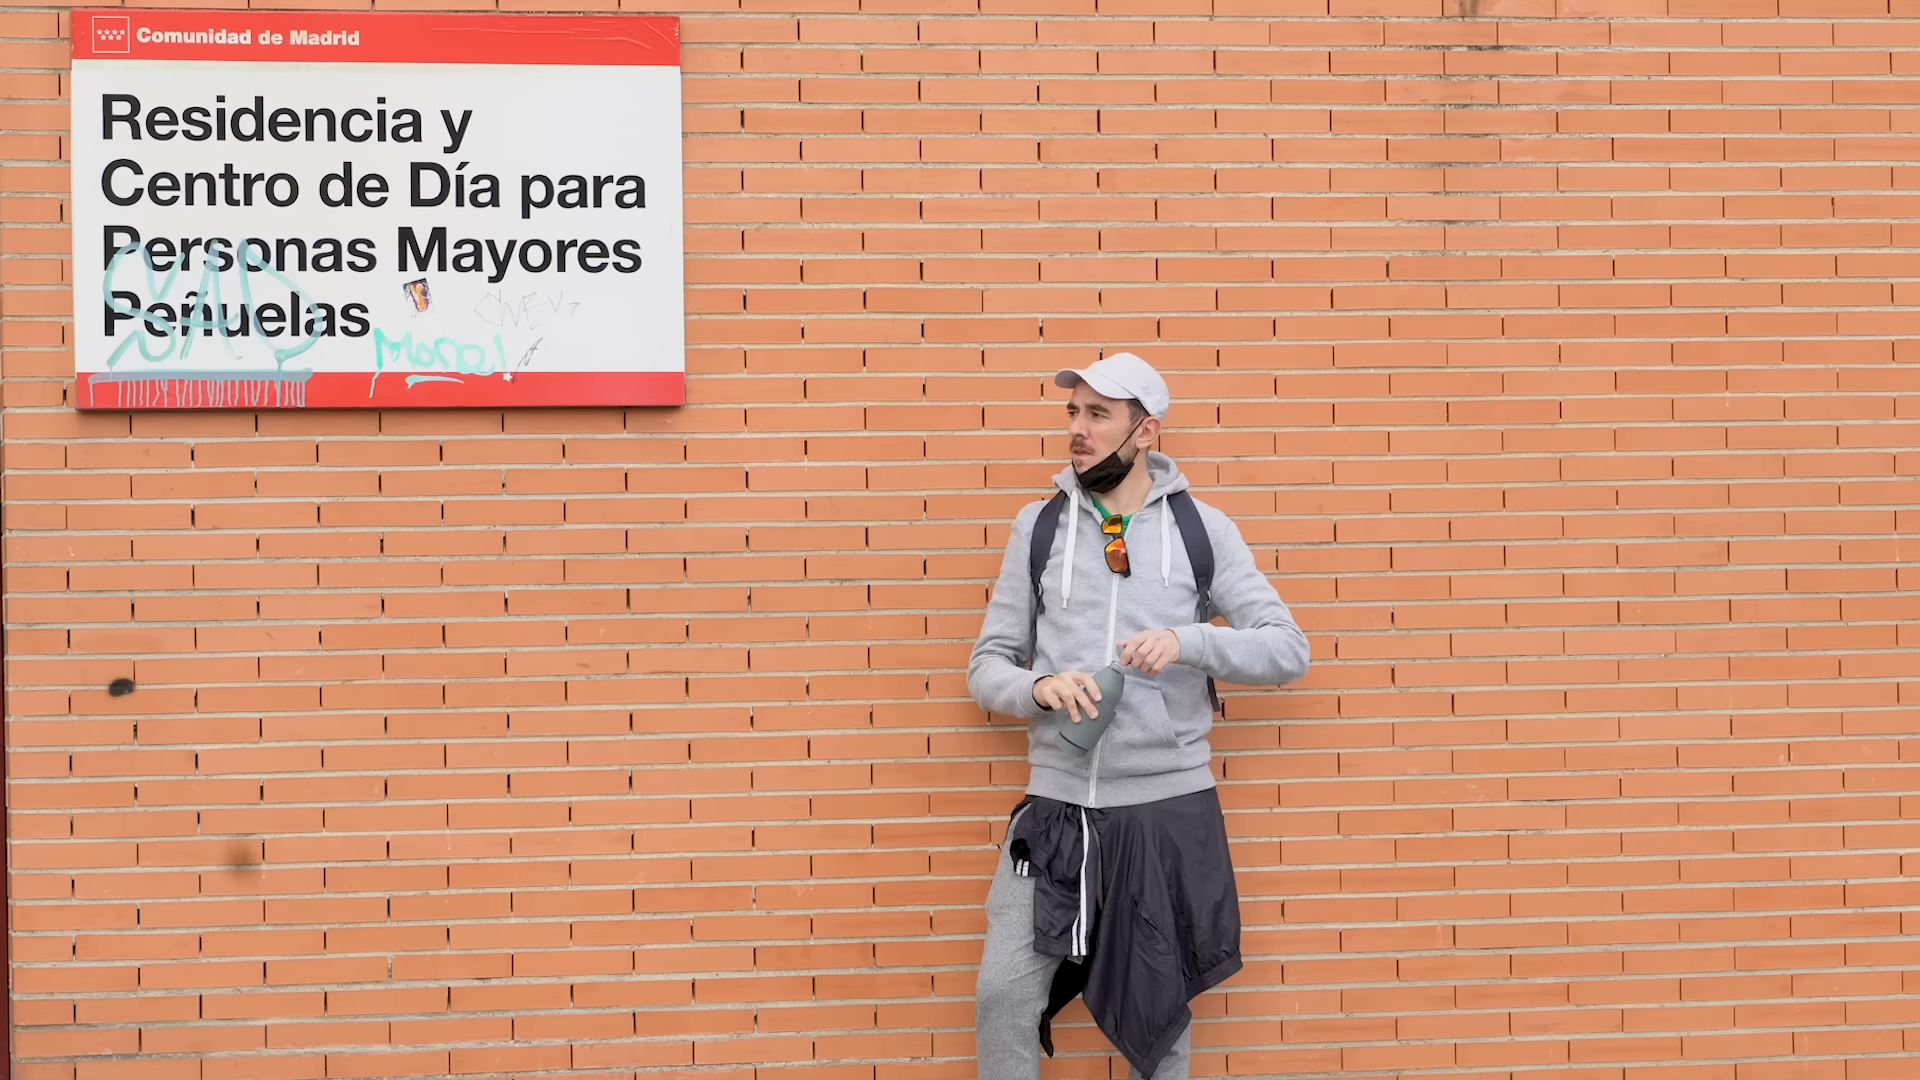 Comunidad de Madrid
Residencia y
Centro de Día para
Personas Mayores
Peñuelas